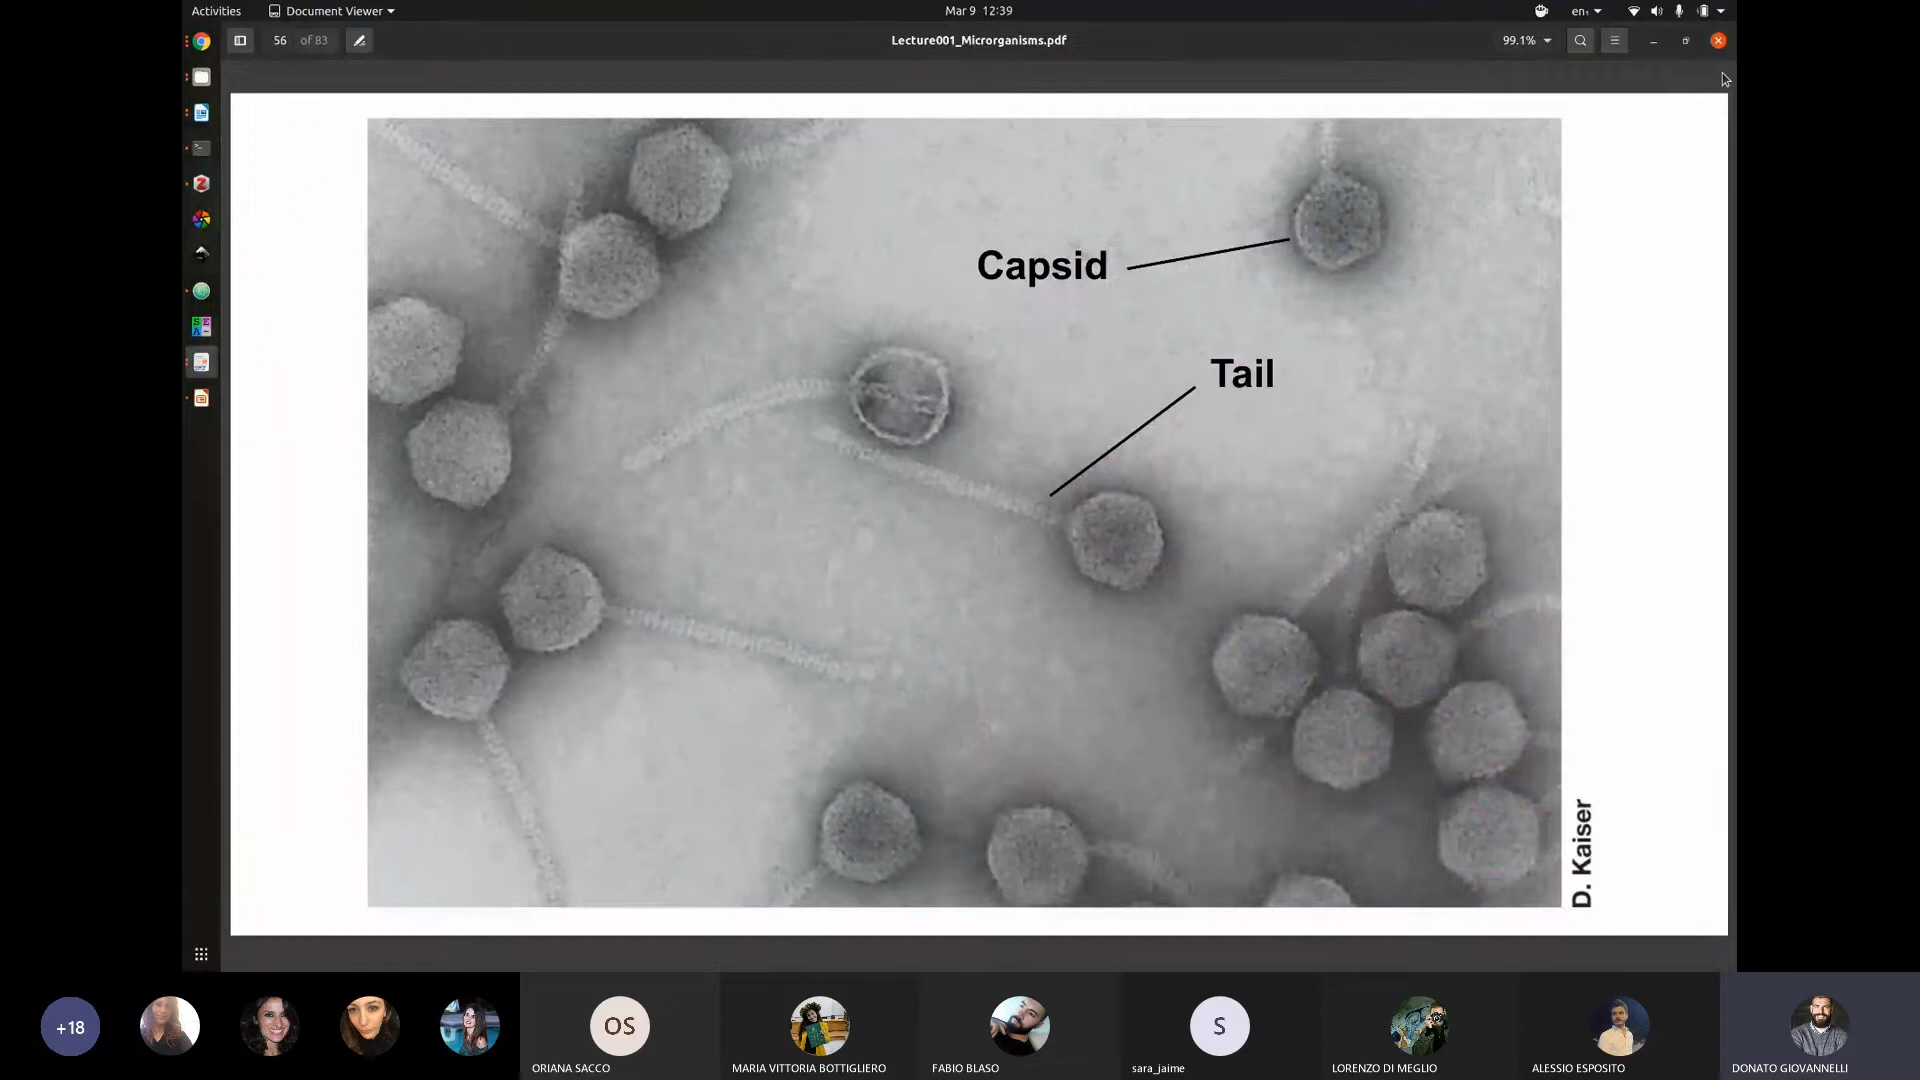 Activities
Document Viewer
Mar 9 12:39
en₁
56 of 83
Lecture001_Microrganisms.pdf
99.1%
Capsid
Tail
D. Kaiser
+18
OS
S
ORIANA SACCO
MARIA VITTORIA BOTTIGLIERO
FABIO BLASO
sara_jaime
LORENZO DI MEGLIO
ALESSIO ESPOSITO
DONATO GIOVANNELLI